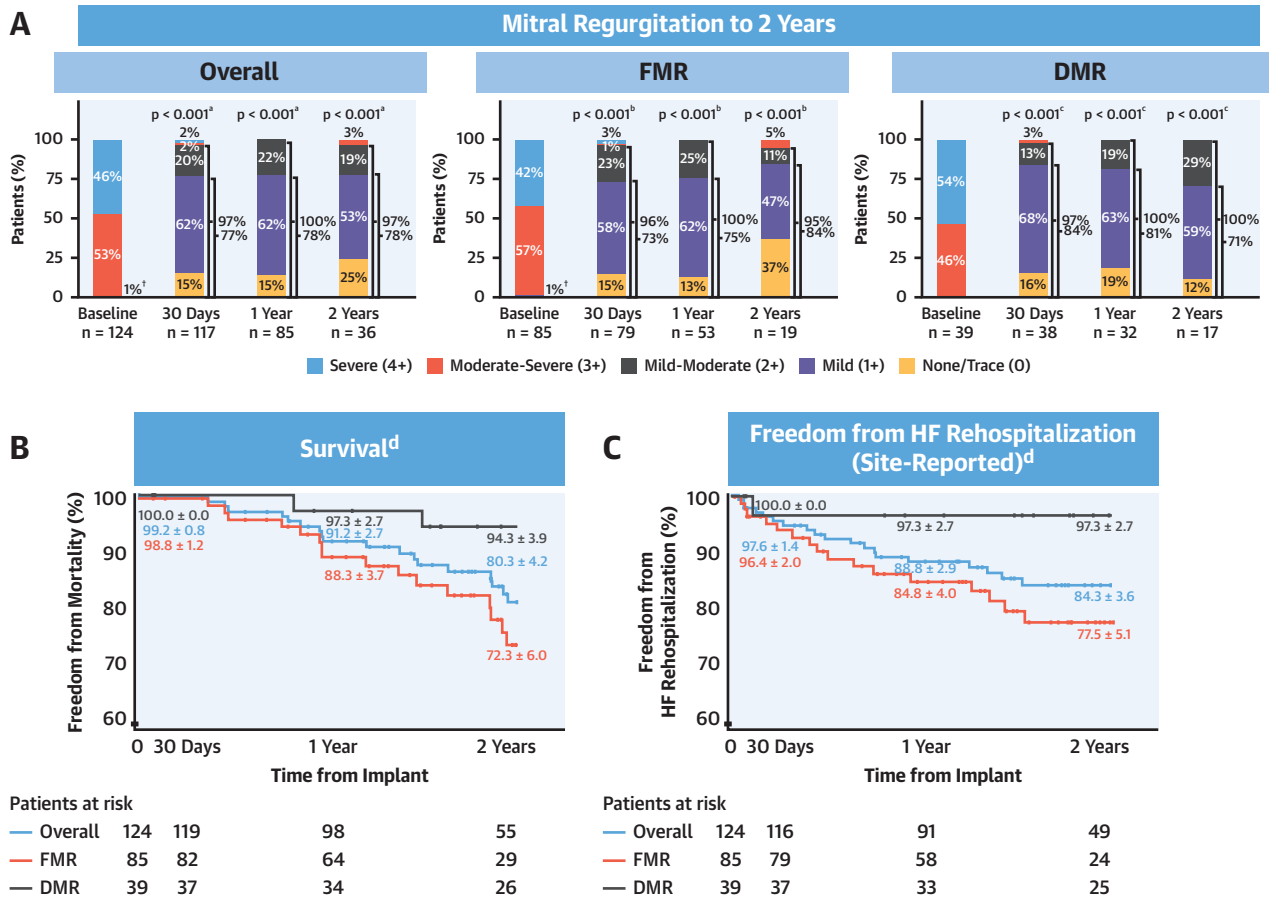 A
Mitral Regurgitation to 2 Years
Overall
Patients (%)
100
75
50
25
0
p < 0.001ᵃ p < 0.001ᵃ p < 0.001ᵃ
46%
53%
1%†
2%
2%
20%
62%
15%
97%
77%
22%
62%
15%
100%
78%
3%
19%
53%
25%
97%
78%
Baseline 30 Days 1 Year 2 Years
n = 124 n = 117 n = 85 n = 36
FMR
Patients (%)
100
75
50
25
0
p < 0.001ᵇ p < 0.001ᵇ p < 0.001ᵇ
42%
57%
1%†
3%
1%
23%
58%
15%
96%
73%
25%
62%
13%
100%
75%
5%
11%
47%
37%
95%
84%
Baseline 30 Days 1 Year 2 Years
n = 85 n = 79 n = 53 n = 19
DMR
Patients (%)
100
75
50
25
0
p < 0.001ᶜ p < 0.001ᶜ p < 0.001ᶜ
54%
46%
3%
13%
68%
16%
97%
84%
19%
63%
19%
100%
81%
29%
59%
12%
100%
71%
Baseline 30 Days 1 Year 2 Years
n = 39 n = 38 n = 32 n = 17
Severe (4+) Moderate-Severe (3+) Mild-Moderate (2+) Mild (1+) None/Trace (0)
B
Survivalᵈ
Freedom from Mortality (%)
100
90
80
70
60
100.0 ± 0.0
99.2 ± 0.8
98.8 ± 1.2
97.3 ± 2.7
91.2 ± 2.7
88.3 ± 3.7
94.3 ± 3.9
80.3 ± 4.2
72.3 ± 6.0
0 30 Days 1 Year 2 Years
Time from Implant
Patients at risk
Overall 124 119 98 55
FMR 85 82 64 29
DMR 39 37 34 26
C
Freedom from HF Rehospitalization
(Site-Reported)ᵈ
Freedom from
HF Rehospitalization (%)
100
90
80
70
60
100.0 ± 0.0
97.6 ± 1.4
96.4 ± 2.0
97.3 ± 2.7
88.8 ± 2.9
84.8 ± 4.0
97.3 ± 2.7
84.3 ± 3.6
77.5 ± 5.1
0 30 Days 1 Year 2 Years
Time from Implant
Patients at risk
Overall 124 116 91 49
FMR 85 79 58 24
DMR 39 37 33 25